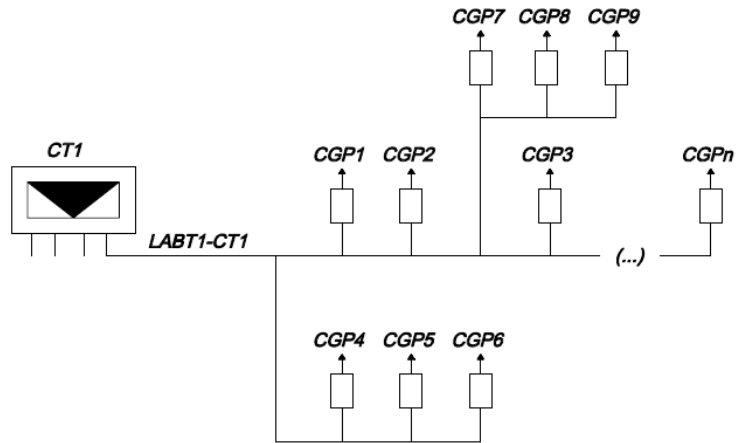 CGP7 CGP8 CGP9
CT1 CGP1 CGP2 CGP3 CGPn
LABT1-CT1
(...)
CGP4 CGP5 CGP6